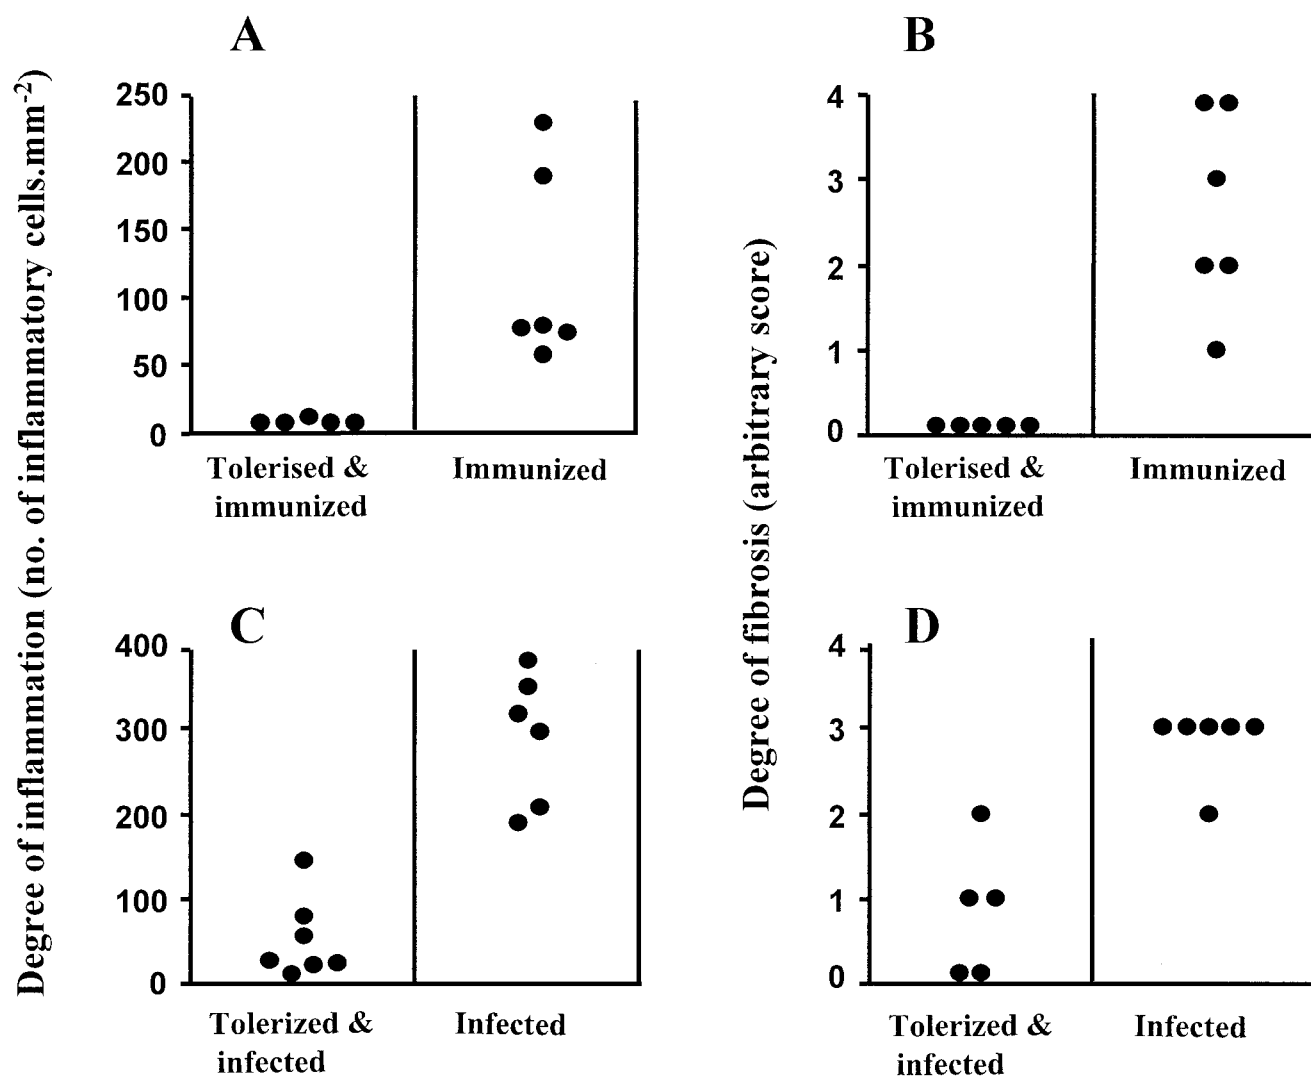 A
Degree of inflammation (no. of inflammatory cells.mm-2)
250
200
150
100
50
0
Tolerised &
immunized
Immunized
B
Degree of fibrosis (arbitrary score)
4
3
2
1
0
Tolerised &
immunized
Immunized
C
400
300
200
100
0
Tolerized &
infected
Infected
D
4
3
2
1
0
Tolerized &
infected
Infected